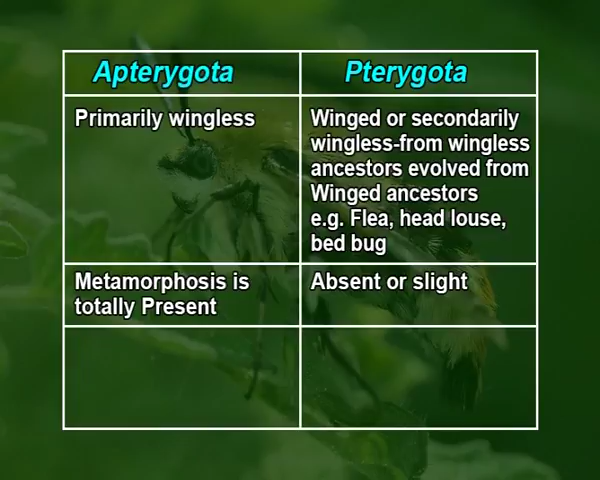 Apterygota Pterygota
Primarily wingless
Winged or secondarily
wingless-from wingless
ancestors evolved from
Winged ancestors
e.g. Flea, head louse,
bed bug
Metamorphosis is
totally Present
Absent or slight